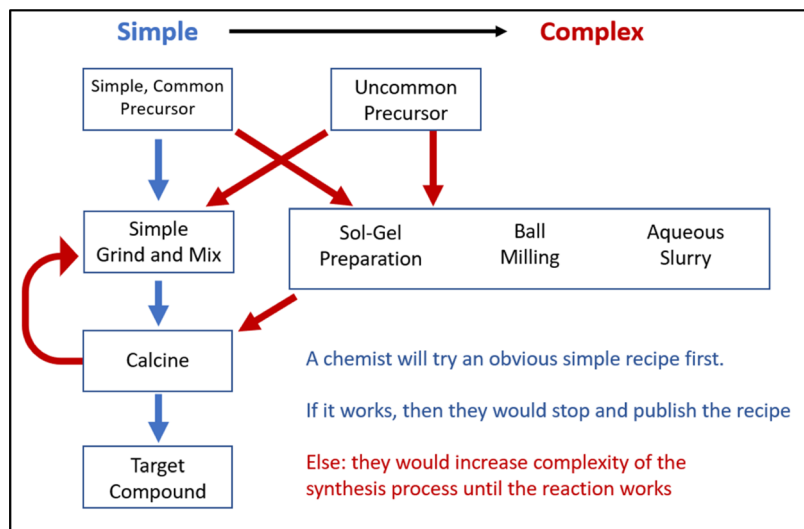 Simple
Complex
Simple, Common
Precursor
Uncommon
Precursor
Simple
Grind and Mix
Sol-Gel
Preparation
Ball
Milling
Aqueous
Slurry
Calcine
A chemist will try an obvious simple recipe first.
If it works, then they would stop and publish the recipe
Target
Compound
Else: they would increase complexity of the
synthesis process until the reaction works